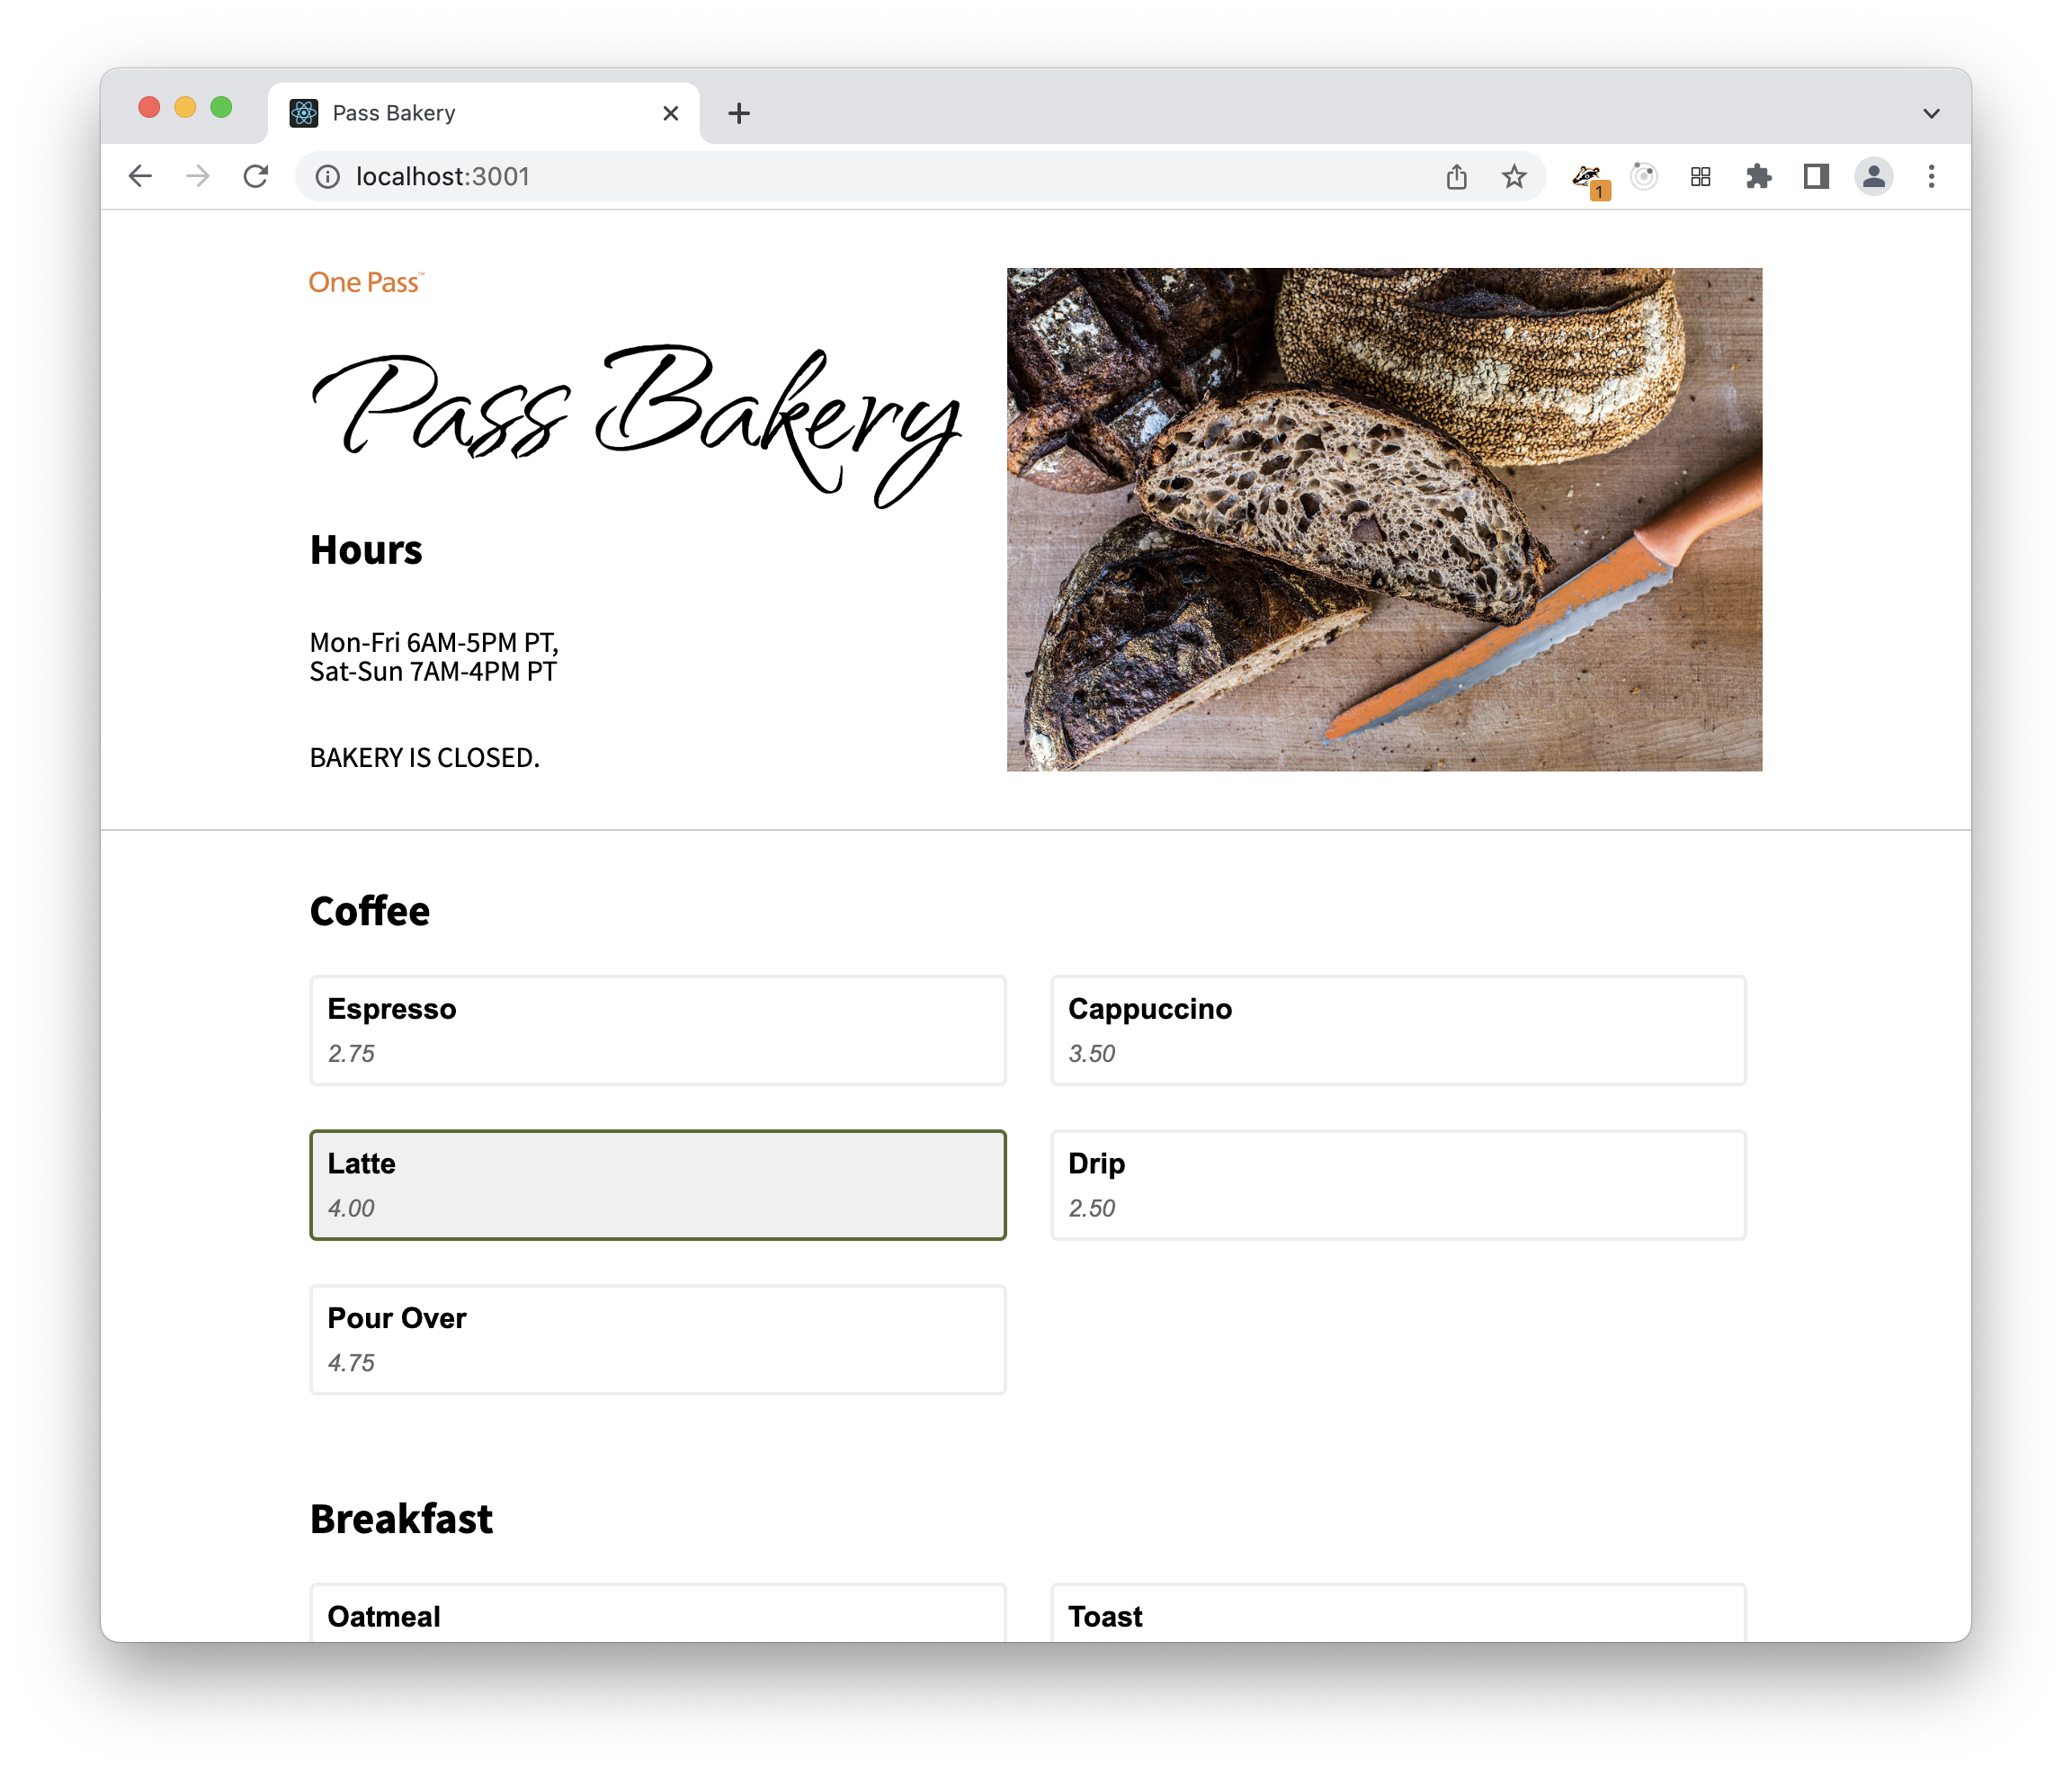 Pass Bakery
localhost:3001
1
One Pass™
Pass Bakery
Hours
Mon-Fri 6AM-5PM PT,
Sat-Sun 7AM-4PM PT
BAKERY IS CLOSED.
Coffee
Espresso
2.75
Cappuccino
3.50
Latte
4.00
Drip
2.50
Pour Over
4.75
Breakfast
Oatmeal
Toast